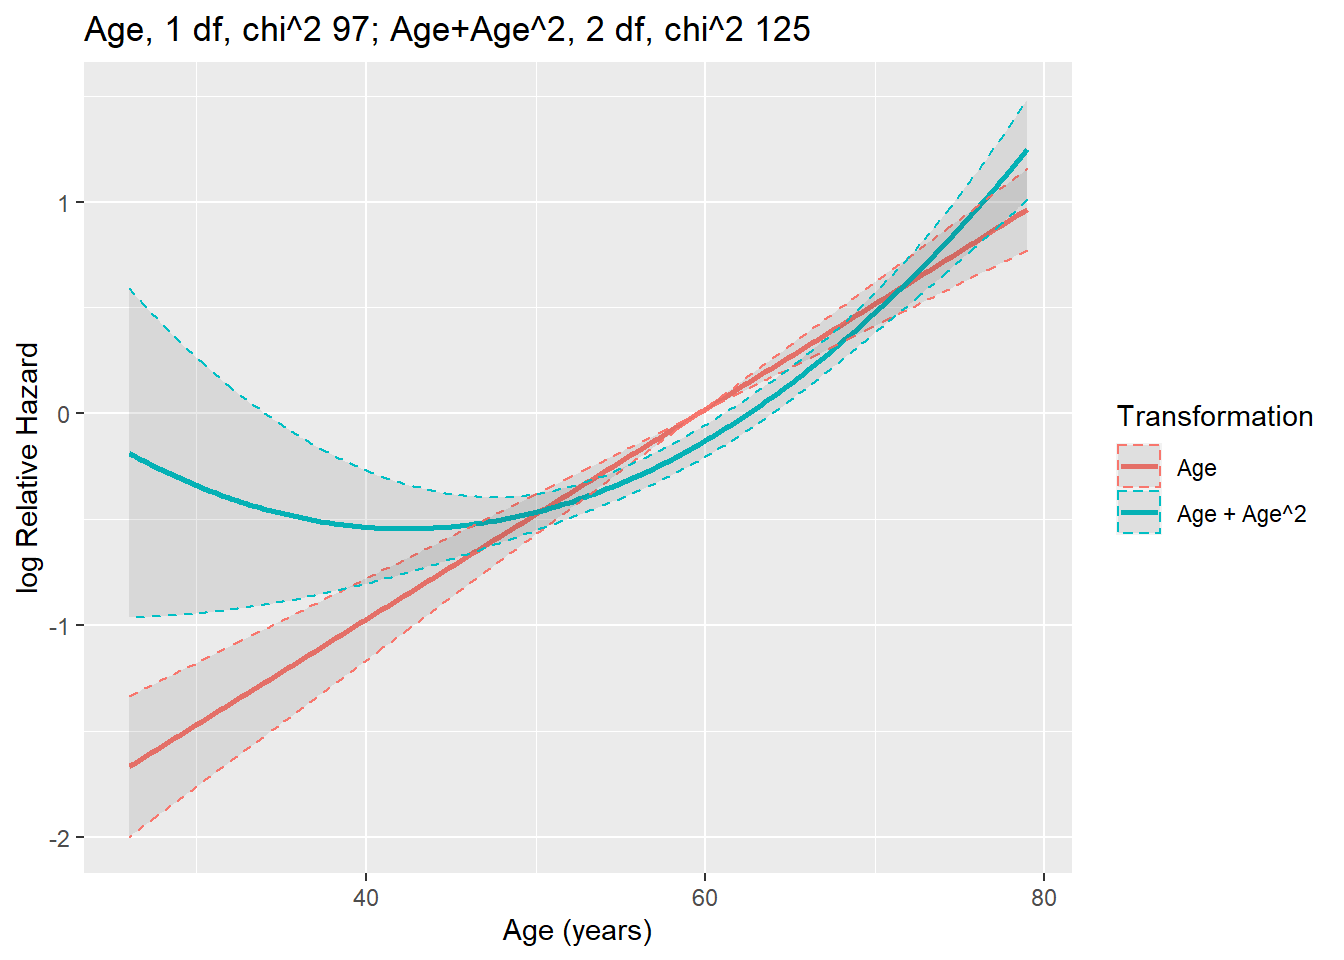 Age, 1 df, chi^2 97; Age+Age^2, 2 df, chi^2 125
log Relative Hazard
1
0
-1
-2
40
60
80
Age (years)
Transformation
Age
Age + Age^2